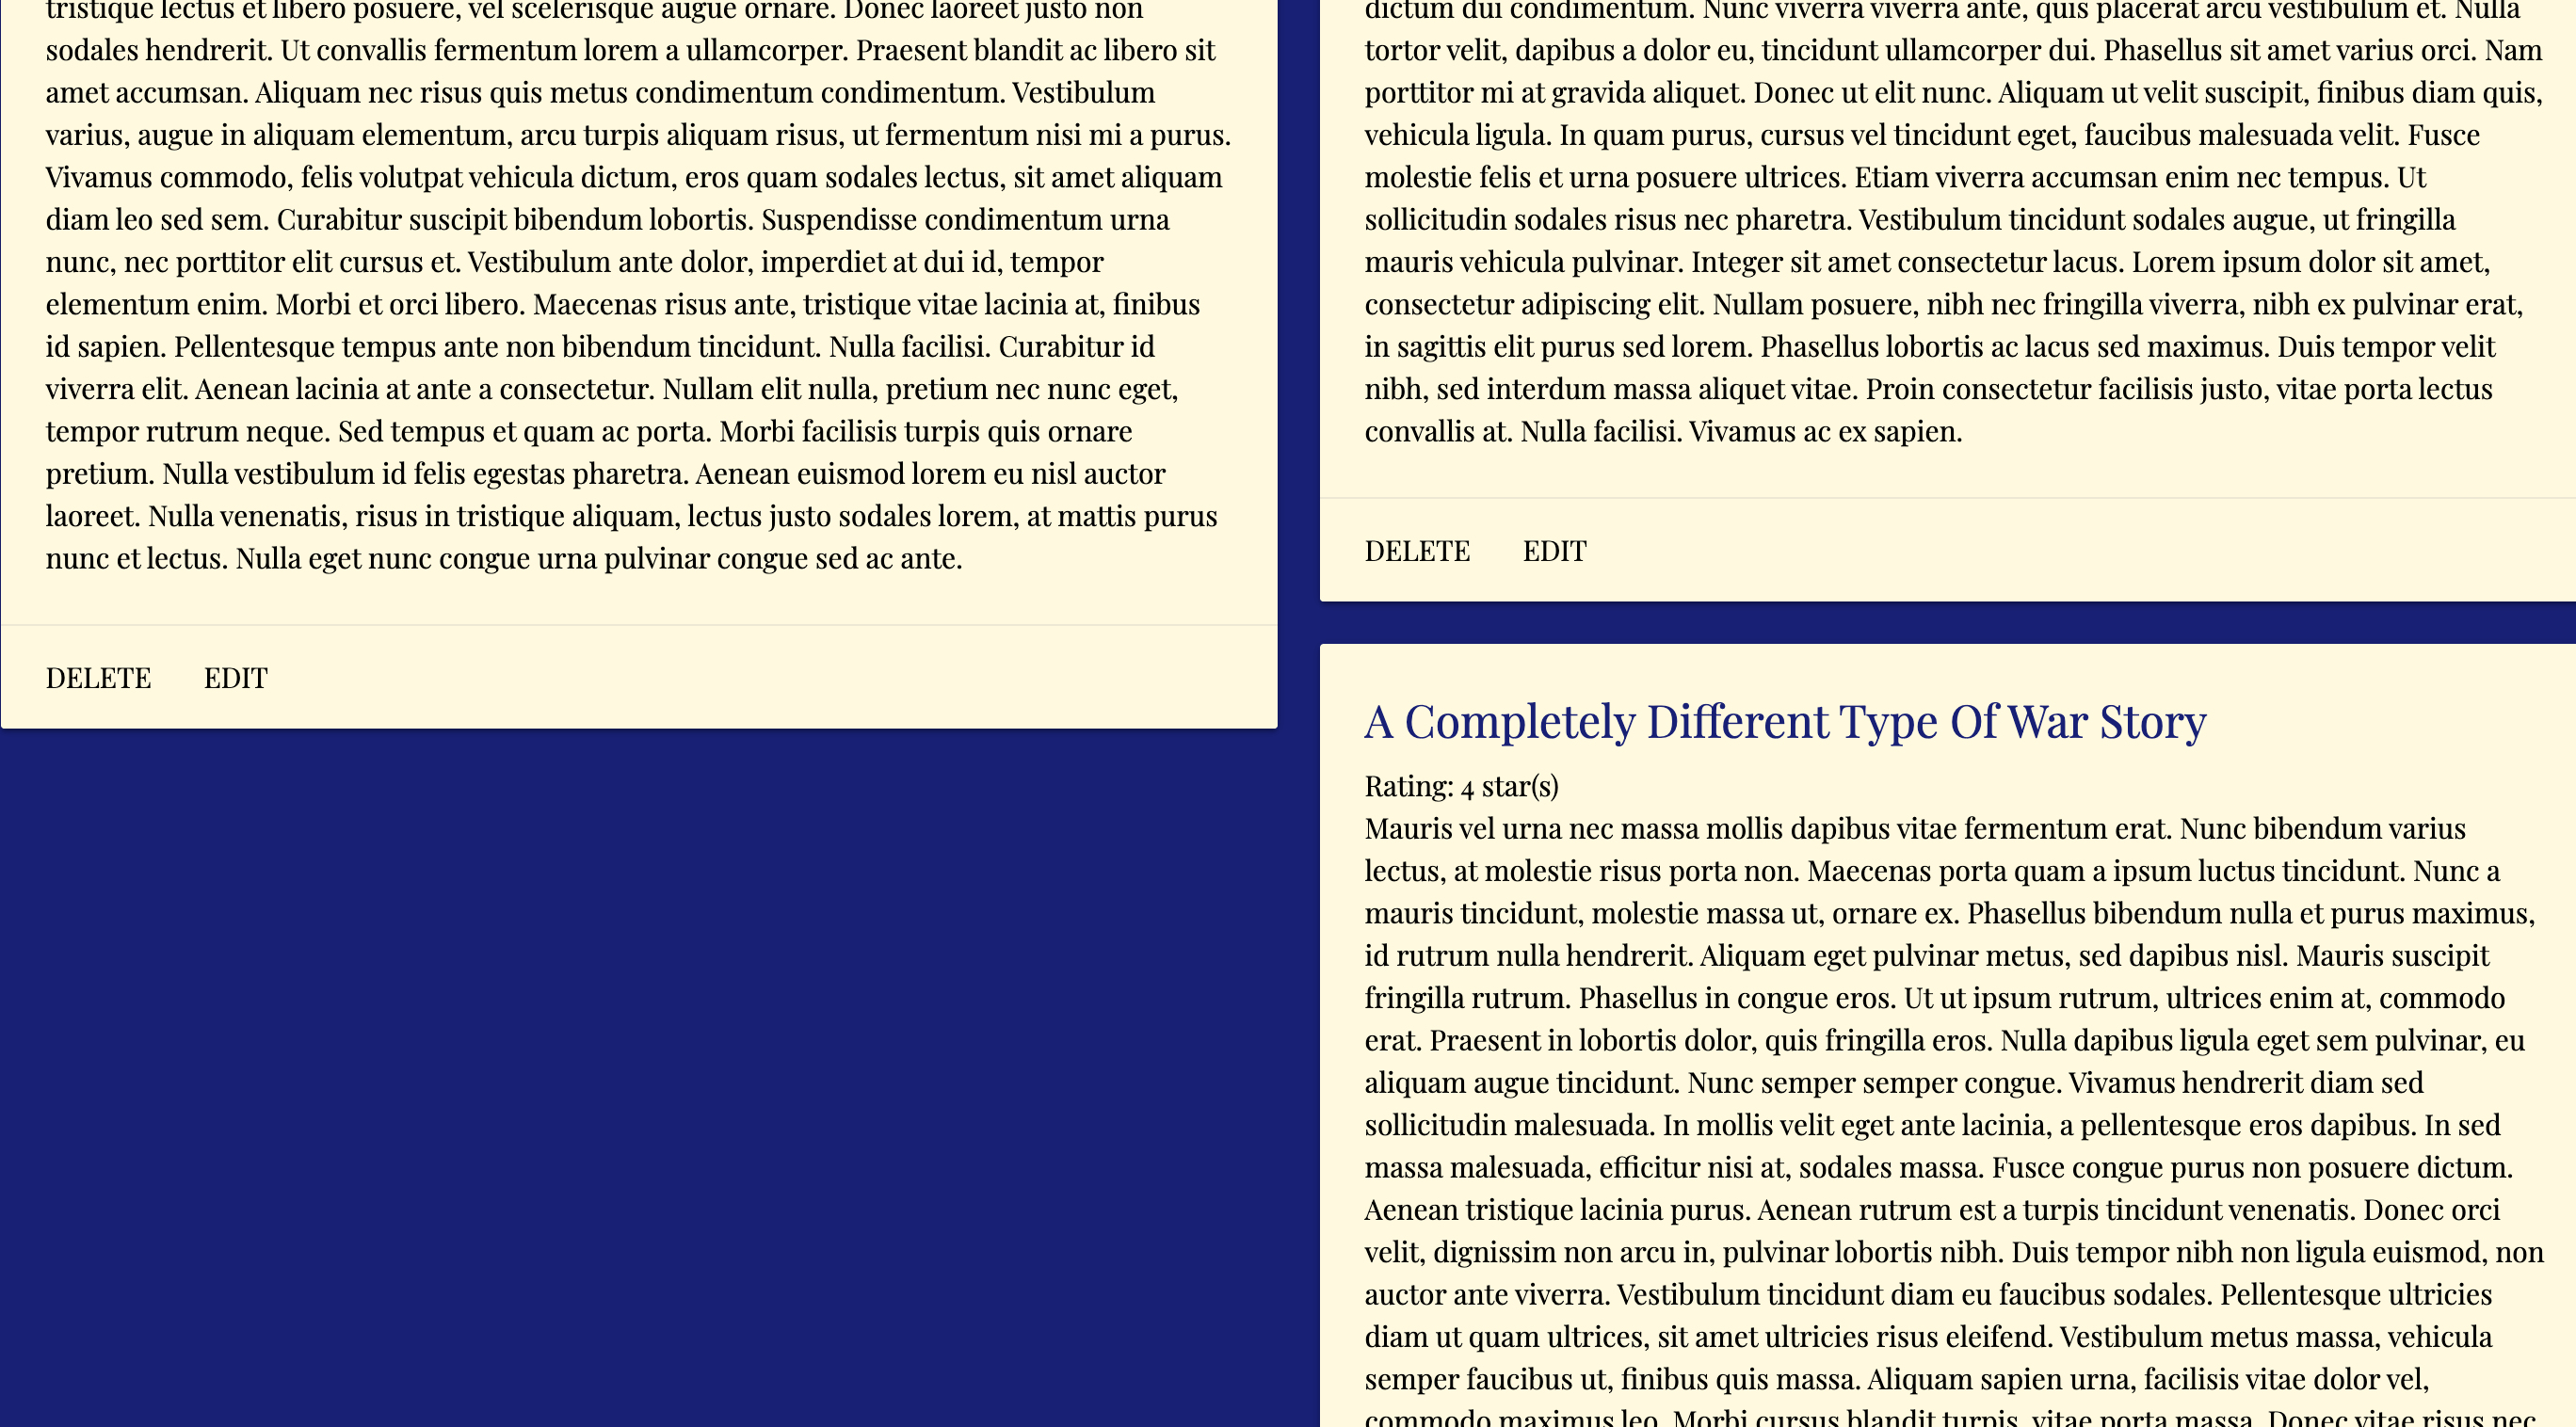 tristique lectus et libero posuere, vel scelerisque augue ornare. Donec laoreet justo non
sodales hendrerit. Ut convallis fermentum lorem a ullamcorper. Praesent blandit ac libero sit
amet accumsan. Aliquam nec risus quis metus condimentum condimentum. Vestibulum
varius, augue in aliquam elementum, arcu turpis aliquam risus, ut fermentum nisi mi a purus.
Vivamus commodo, felis volutpat vehicula dictum, eros quam sodales lectus, sit amet aliquam
diam leo sed sem. Curabitur suscipit bibendum lobortis. Suspendisse condimentum urna
nunc, nec porttitor elit cursus et. Vestibulum ante dolor, imperdiet at dui id, tempor
elementum enim. Morbi et orci libero. Maecenas risus ante, tristique vitae lacinia at, finibus
id sapien. Pellentesque tempus ante non bibendum tincidunt. Nulla facilisi. Curabitur id
viverra elit. Aenean lacinia at ante a consectetur. Nullam elit nulla, pretium nec nunc eget,
tempor rutrum neque. Sed tempus et quam ac porta. Morbi facilisis turpis quis ornare
pretium. Nulla vestibulum id felis egestas pharetra. Aenean euismod lorem eu nisl auctor
laoreet. Nulla venenatis, risus in tristique aliquam, lectus justo sodales lorem, at mattis purus
nunc et lectus. Nulla eget nunc congue urna pulvinar congue sed ac ante.
DELETE EDIT
dictum dui condimentum. Nunc viverra viverra ante, quis placerat arcu vestibulum et. Nulla
tortor velit, dapibus a dolor eu, tincidunt ullamcorper dui. Phasellus sit amet varius orci. Nam
porttitor mi at gravida aliquet. Donec ut elit nunc. Aliquam ut velit suscipit, finibus diam quis,
vehicula ligula. In quam purus, cursus vel tincidunt eget, faucibus malesuada velit. Fusce
molestie felis et urna posuere ultrices. Etiam viverra accumsan enim nec tempus. Ut
sollicitudin sodales risus nec pharetra. Vestibulum tincidunt sodales augue, ut fringilla
mauris vehicula pulvinar. Integer sit amet consectetur lacus. Lorem ipsum dolor sit amet,
consectetur adipiscing elit. Nullam posuere, nibh nec fringilla viverra, nibh ex pulvinar erat,
in sagittis elit purus sed lorem. Phasellus lobortis ac lacus sed maximus. Duis tempor velit
nibh, sed interdum massa aliquet vitae. Proin consectetur facilisis justo, vitae porta lectus
convallis at. Nulla facilisi. Vivamus ac ex sapien.
DELETE EDIT
A Completely Different Type Of War Story
Rating: 4 star(s)
Mauris vel urna nec massa mollis dapibus vitae fermentum erat. Nunc bibendum varius
lectus, at molestie risus porta non. Maecenas porta quam a ipsum luctus tincidunt. Nunc a
mauris tincidunt, molestie massa ut, ornare ex. Phasellus bibendum nulla et purus maximus,
id rutrum nulla hendrerit. Aliquam eget pulvinar metus, sed dapibus nisl. Mauris suscipit
fringilla rutrum. Phasellus in congue eros. Ut ut ipsum rutrum, ultrices enim at, commodo
erat. Praesent in lobortis dolor, quis fringilla eros. Nulla dapibus ligula eget sem pulvinar, eu
aliquam augue tincidunt. Nunc semper semper congue. Vivamus hendrerit diam sed
sollicitudin malesuada. In mollis velit eget ante lacinia, a pellentesque eros dapibus. In sed
massa malesuada, efficitur nisi at, sodales massa. Fusce congue purus non posuere dictum.
Aenean tristique lacinia purus. Aenean rutrum est a turpis tincidunt venenatis. Donec orci
velit, dignissim non arcu in, pulvinar lobortis nibh. Duis tempor nibh non ligula euismod, non
auctor ante viverra. Vestibulum tincidunt diam eu faucibus sodales. Pellentesque ultricies
diam ut quam ultrices, sit amet ultricies risus eleifend. Vestibulum metus massa, vehicula
semper faucibus ut, finibus quis massa. Aliquam sapien urna, facilisis vitae dolor vel,
commodo maximus leo. Morbi cursus blandit turpis, vitae porta massa. Donec vitae risus nec